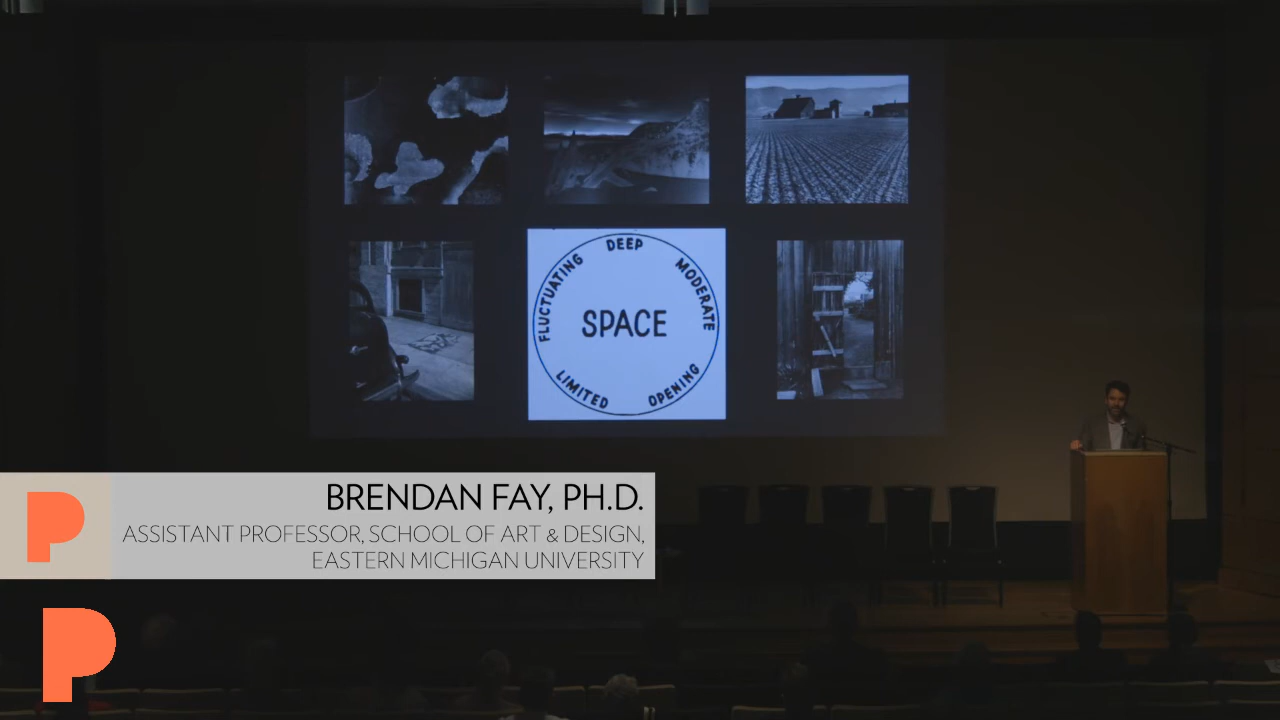 DEEP
FLUCTUATING
MODERATE
SPACE
LIMITED
OPENING
BRENDAN FAY, PH.D.
ASSISTANT PROFESSOR, SCHOOL OF ART & DESIGN,
EASTERN MICHIGAN UNIVERSITY
P
P